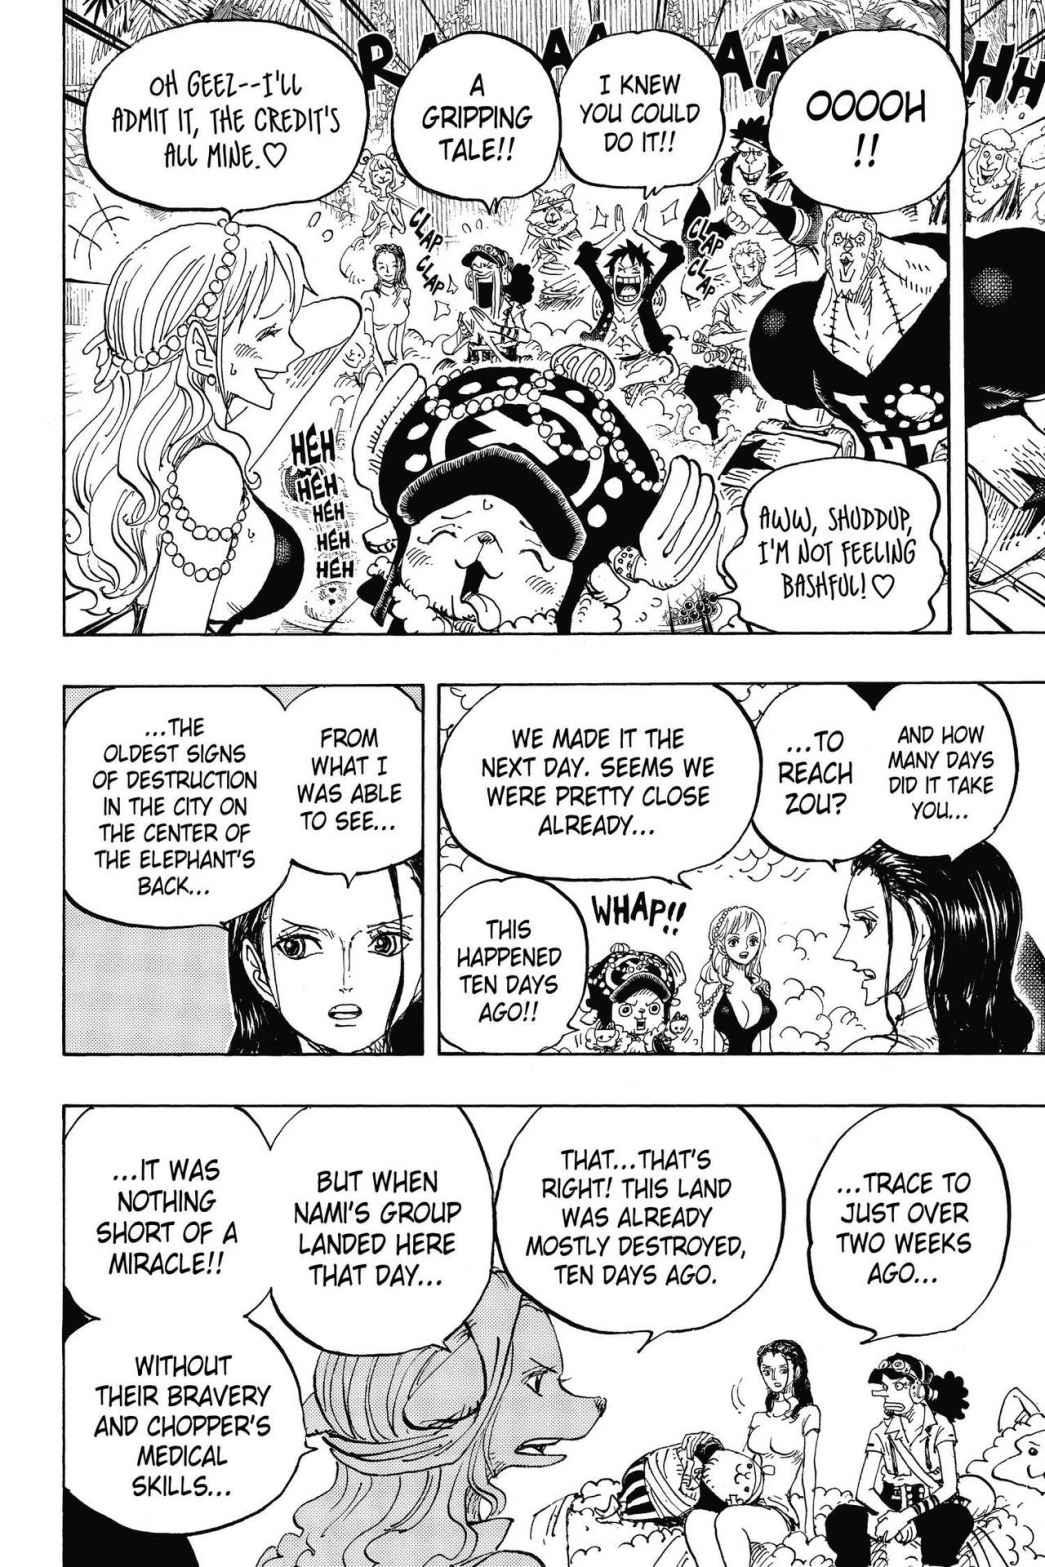 OOOOH
!!
I KNEW
YOU COULD
DO IT!!
A
GRIPPING
TALE!!
OH GEEZ--I'LL
ADMIT IT, THE CREDIT'S
ALL MINE.♡
CLAP
CLAP
CLAP
CLAP
HEH
HEH
HEH
HEH
HEH
AWW, SHUDDUP,
I'M NOT FEELING
BASHFUL!♡
AND HOW
MANY DAYS
DID IT TAKE
YOU...
...TO
REACH
ZOU?
WE MADE IT THE
NEXT DAY. SEEMS WE
WERE PRETTY CLOSE
ALREADY...
WHAP!!
THIS
HAPPENED
TEN DAYS
AGO!!
FROM
WHAT I
WAS ABLE
TO SEE...
...THE
OLDEST SIGNS
OF DESTRUCTION
IN THE CITY ON
THE CENTER OF
THE ELEPHANT'S
BACK...
...TRACE TO
JUST OVER
TWO WEEKS
AGO...
THAT...THAT'S
RIGHT! THIS LAND
WAS ALREADY
MOSTLY DESTROYED,
TEN DAYS AGO.
BUT WHEN
NAMI'S GROUP
LANDED HERE
THAT DAY...
...IT WAS
NOTHING
SHORT OF A
MIRACLE!!
WITHOUT
THEIR BRAVERY
AND CHOPPER'S
MEDICAL
SKILLS...